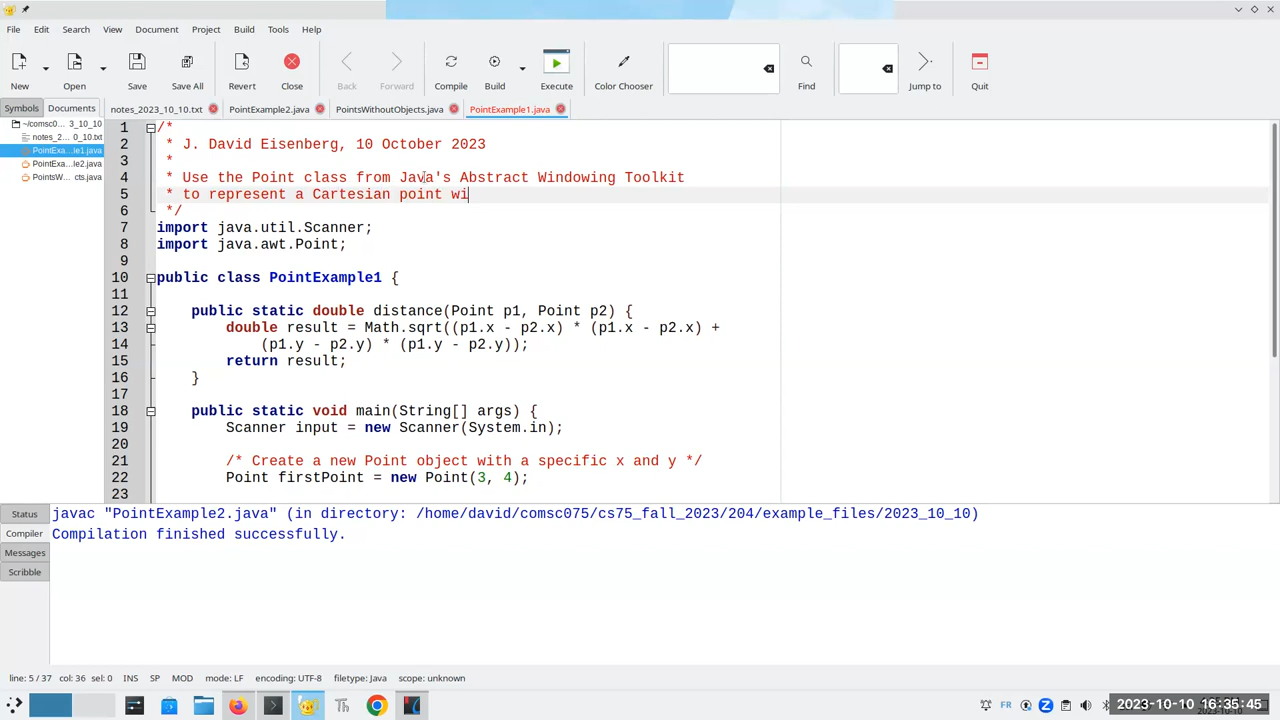 File Edit Search View Document Project Build Tools Help
New Open Save Save All Revert Close Back Forward Compile Build Execute Color Chooser Find Jump to Quit
Symbols Documents notes_2023_10_10.txt PointExample2.java PointsWithoutObjects.java PointExample1.java
~/comsc0... 3_10_10
notes_2... 0_10.txt
PointExa...le1.java
PointExa...le2.java
PointsW... cts.java
1 /*
2 * J. David Eisenberg, 10 October 2023
3 *
4 * Use the Point class from Java's Abstract Windowing Toolkit
5 * to represent a Cartesian point wi
6 */
7 import java.util.Scanner;
8 import java.awt.Point;
9
10 public class PointExample1 {
11
12 public static double distance(Point p1, Point p2) {
13 double result = Math.sqrt((p1.x - p2.x) * (p1.x - p2.x) +
14 (p1.y - p2.y) * (p1.y - p2.y));
15 return result;
16 }
17
18 public static void main(String[] args) {
19 Scanner input = new Scanner(System.in);
20
21 /* Create a new Point object with a specific x and y */
22 Point firstPoint = new Point(3, 4);
23
Status
Compiler
Messages
Scribble
javac "PointExample2.java" (in directory: /home/david/comsc075/cs75_fall_2023/204/example_files/2023_10_10)
Compilation finished successfully.
line: 5 / 37 col: 36 sel: 0 INS SP MOD mode: LF encoding: UTF-8 filetype: Java scope: unknown
Th FR 2023-10-10 16:35:45